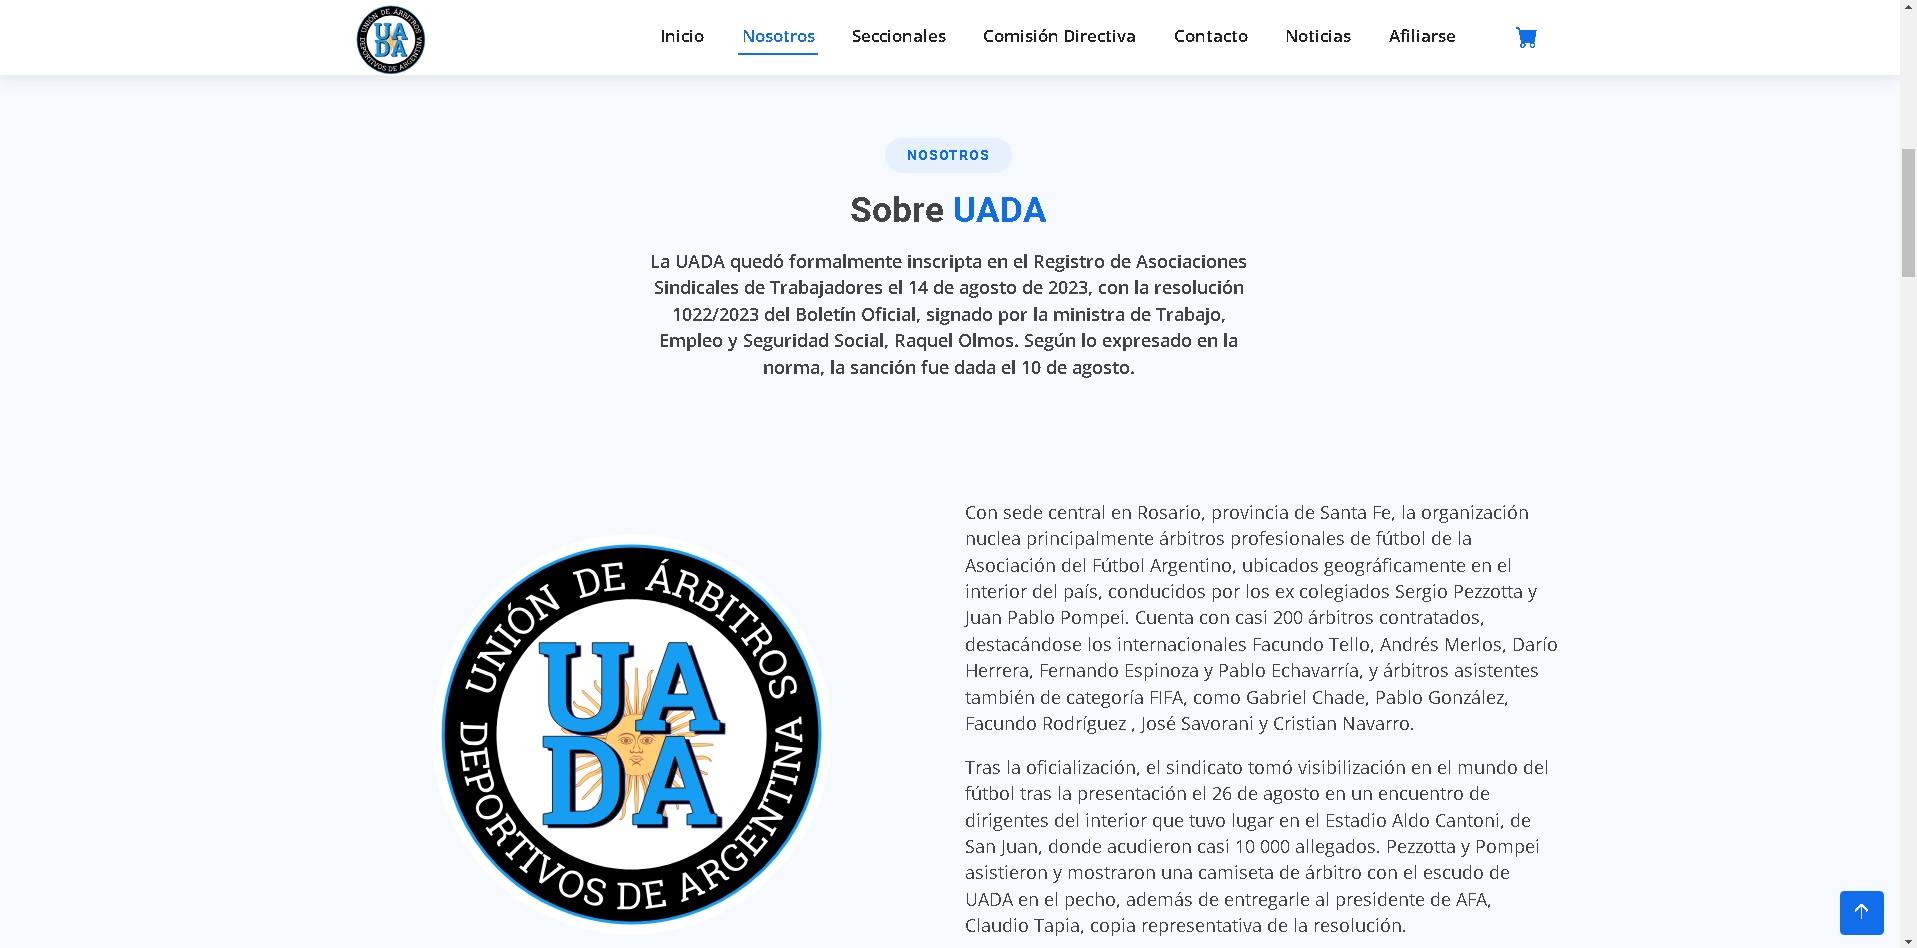 UNIÓN DE ÁRBITROS
UA
DA
DEPORTIVOS DE ARGENTINA
Inicio
Nosotros
Seccionales
Comisión Directiva
Contacto
Noticias
Afiliarse
NOSOTROS
Sobre UADA
La UADA quedó formalmente inscripta en el Registro de Asociaciones
Sindicales de Trabajadores el 14 de agosto de 2023, con la resolución
1022/2023 del Boletín Oficial, signado por la ministra de Trabajo,
Empleo y Seguridad Social, Raquel Olmos. Según lo expresado en la
norma, la sanción fue dada el 10 de agosto.
UNIÓN DE ÁRBITROS
UA
DA
DEPORTIVOS DE ARGENTINA
Con sede central en Rosario, provincia de Santa Fe, la organización
nuclea principalmente árbitros profesionales de fútbol de la
Asociación del Fútbol Argentino, ubicados geográficamente en el
interior del país, conducidos por los ex colegiados Sergio Pezzotta y
Juan Pablo Pompei. Cuenta con casi 200 árbitros contratados,
destacándose los internacionales Facundo Tello, Andrés Merlos, Darío
Herrera, Fernando Espinoza y Pablo Echavarría, y árbitros asistentes
también de categoría FIFA, como Gabriel Chade, Pablo González,
Facundo Rodríguez , José Savorani y Cristian Navarro.
Tras la oficialización, el sindicato tomó visibilización en el mundo del
fútbol tras la presentación el 26 de agosto en un encuentro de
dirigentes del interior que tuvo lugar en el Estadio Aldo Cantoni, de
San Juan, donde acudieron casi 10 000 allegados. Pezzotta y Pompei
asistieron y mostraron una camiseta de árbitro con el escudo de
UADA en el pecho, además de entregarle al presidente de AFA,
Claudio Tapia, copia representativa de la resolución.